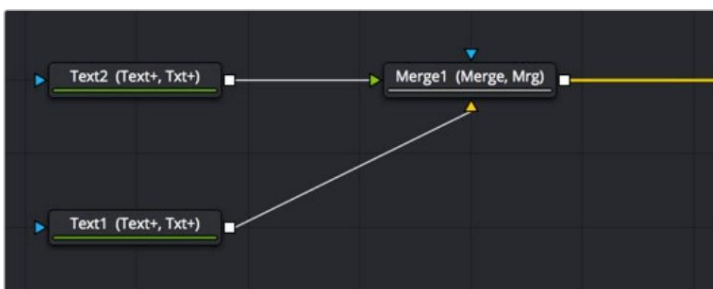 Text2 (Text+, Txt+)
Merge1 (Merge, Mrg)
Text1 (Text+, Txt+)